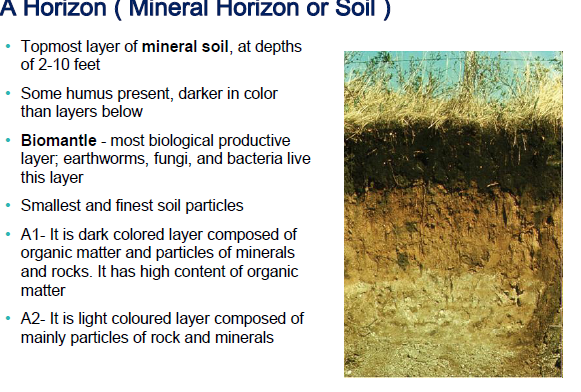 A Horizon ( Mineral Horizon or Soil )
• Topmost layer of mineral soil, at depths
of 2-10 feet
• Some humus present, darker in color
than layers below
• Biomantle - most biological productive
layer; earthworms, fungi, and bacteria live
this layer
• Smallest and finest soil particles
• A1- It is dark colored layer composed of
organic matter and particles of minerals
and rocks. It has high content of organic
matter
• A2- It is light coloured layer composed of
mainly particles of rock and minerals